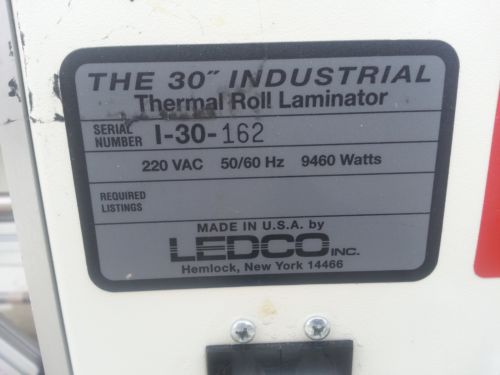 THE 30" INDUSTRIAL
Thermal Roll Laminator
SERIAL NUMBER I-30-162
220 VAC 50/60 Hz 9460 Watts
REQUIRED LISTINGS
MADE IN U.S.A. by
LEDCO INC.
Hemlock, New York 14466